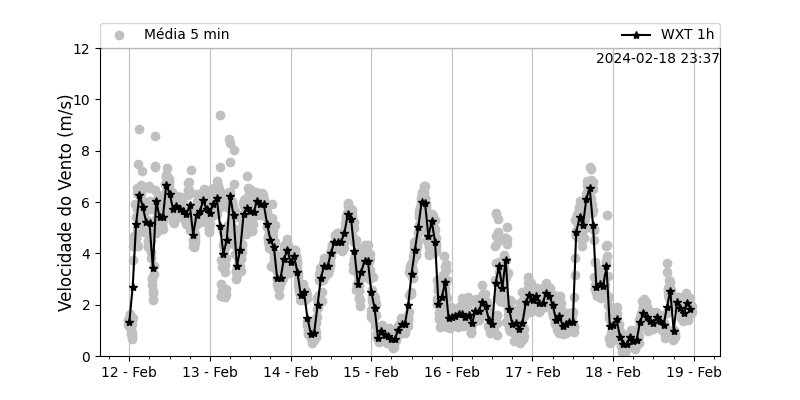 Média 5 min
WXT 1h
2024-02-18 23:37
Velocidade do Vento (m/s)
12
10
8
6
4
2
0
12 - Feb
13 - Feb
14 - Feb
15 - Feb
16 - Feb
17 - Feb
18 - Feb
19 - Feb